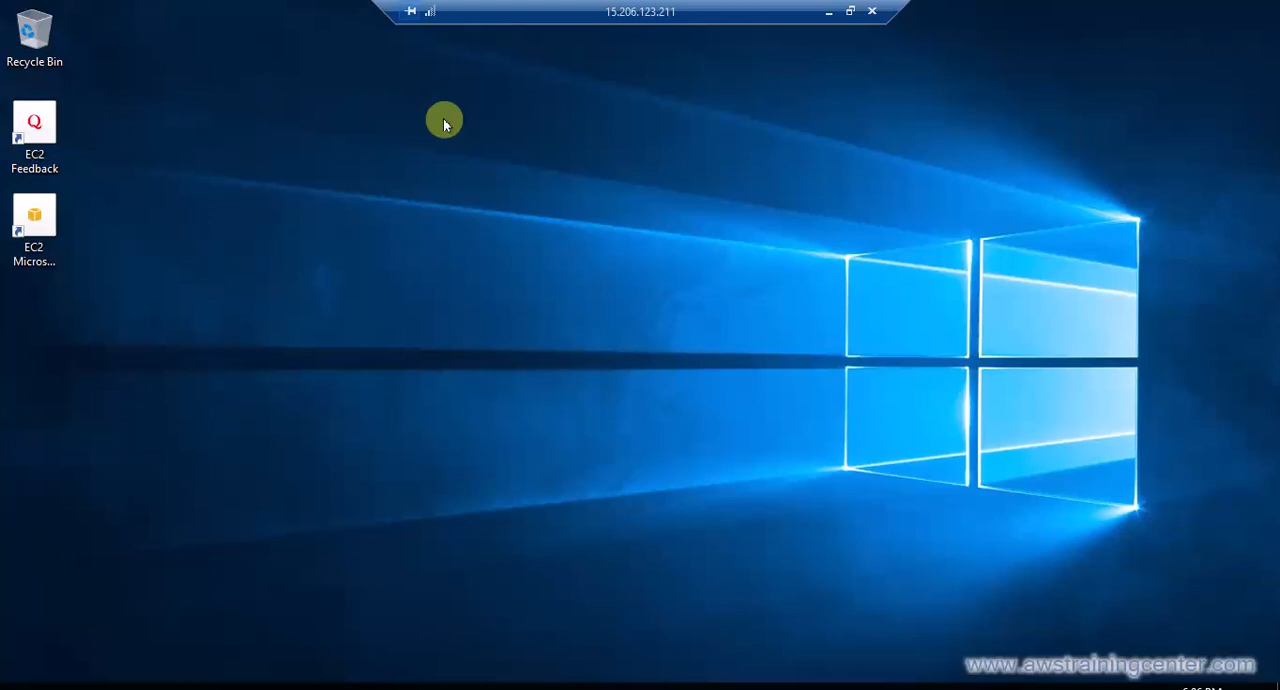 15.206.123.211
Recycle Bin
Q
EC2
Feedback
EC2
Micros...
www.awstrainingcenter.com